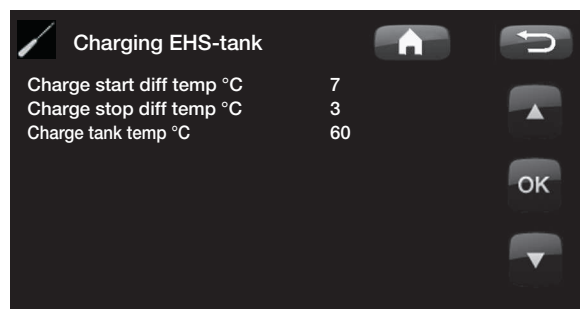 Charging EHS-tank
Charge start diff temp °C 7
Charge stop diff temp °C 3
Charge tank temp °C 60
OK